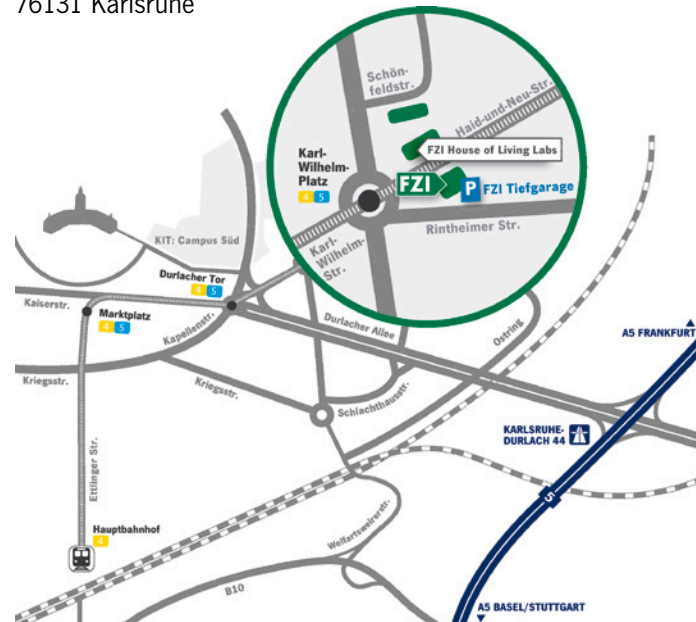 76131 Karlsruhe
Schön-
feldstr.
Haid-und-Neu-Str.
FZI House of Living Labs
Karl-
Wilhelm-
Platz
4 5
FZI
P FZI Tiefgarage
Rintheimer Str.
Karl-
Wilhelm-
Str.
KIT: Campus Süd
Durlacher Tor
4 5
Kaiserstr.
Marktplatz
4 5
Kapellenstr.
Durlacher Allee
Ostring
A5 FRANKFURT
Kriegsstr.
Kriegsstr.
Schlachthausstr.
KARLSRUHE-
DURLACH 44
Ettlinger Str.
5
Hauptbahnhof
4
Wolfartsweierstr.
B10
A5 BASEL/STUTTGART